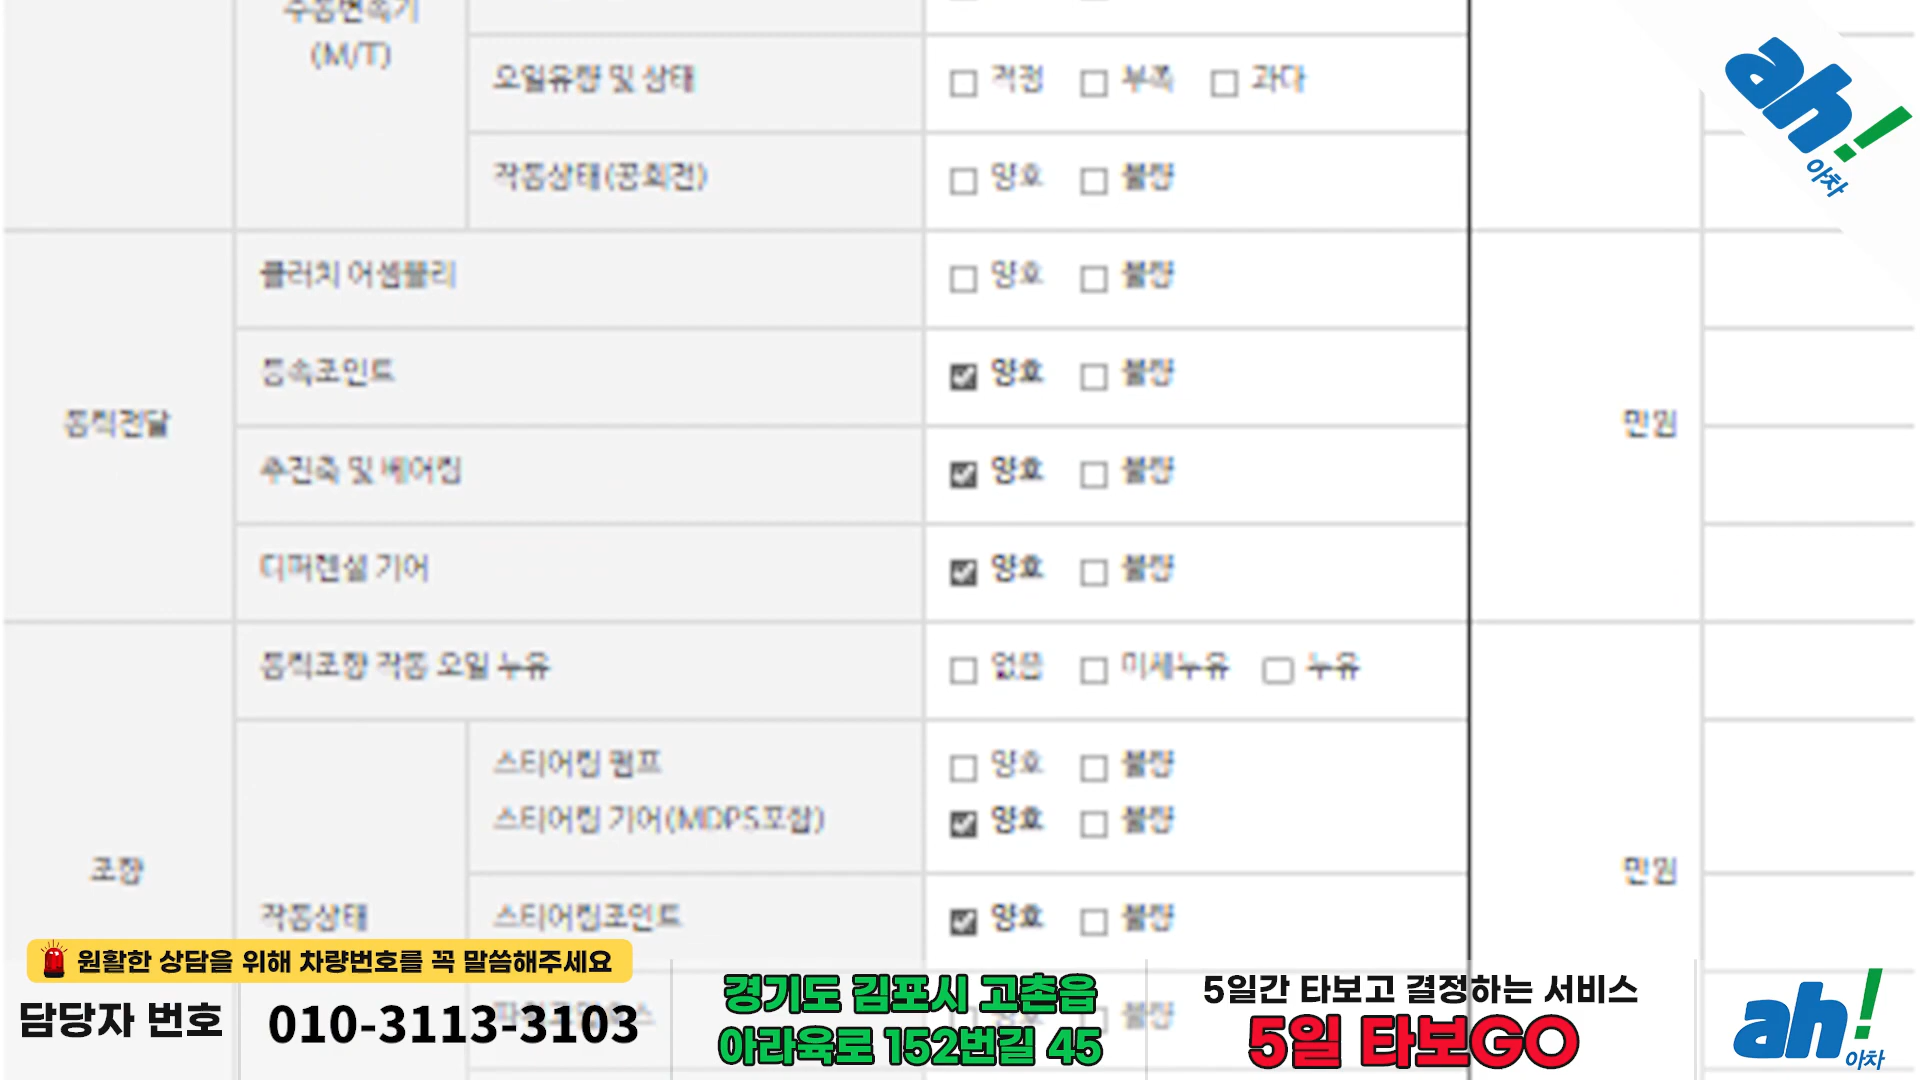 수동변속기
(M/T)
오일유량 및 상태
적정 부족 과다
작동상태(공회전)
양호 불량
동력전달
클러치 어셈블리
양호 불량
등속조인트
양호 불량
추진축 및 베어링
양호 불량
디퍼렌셜 기어
양호 불량
만원
조향
동력조향 작동 오일 누유
없음 미세누유 누유
작동상태
스티어링 펌프
양호 불량
스티어링 기어(MDPS포함)
양호 불량
스티어링조인트
양호 불량
만원
불량
ah!
아차
원활한 상담을 위해 차량번호를 꼭 말씀해주세요
담당자 번호
010-3113-3103
경기도 김포시 고촌읍
아라육로 152번길 45
5일간 타보고 결정하는 서비스
5일 타보GO
ah!
아차